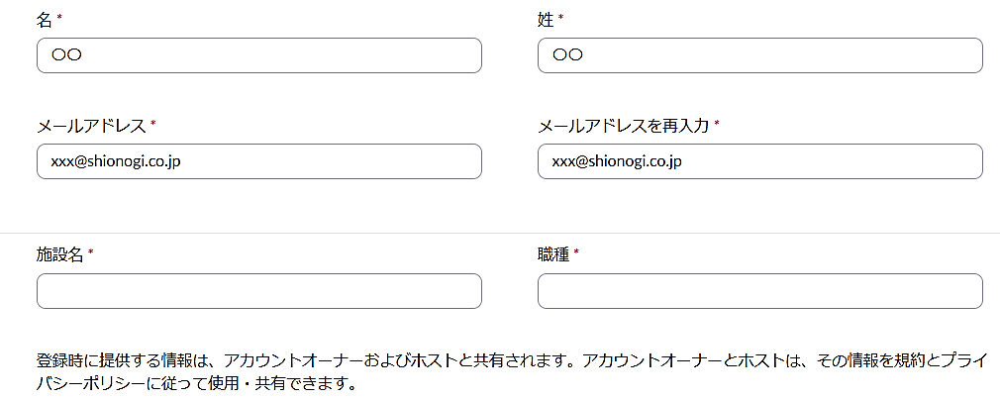 名 *
姓 *
〇〇
〇〇
メールアドレス *
メールアドレスを再入力 *
xxx@shionogi.co.jp
xxx@shionogi.co.jp
施設名 *
職種 *
登録時に提供する情報は、アカウントオーナーおよびホストと共有されます。アカウントオーナーとホストは、その情報を規約とプライ
バシーポリシーに従って使用・共有できます。